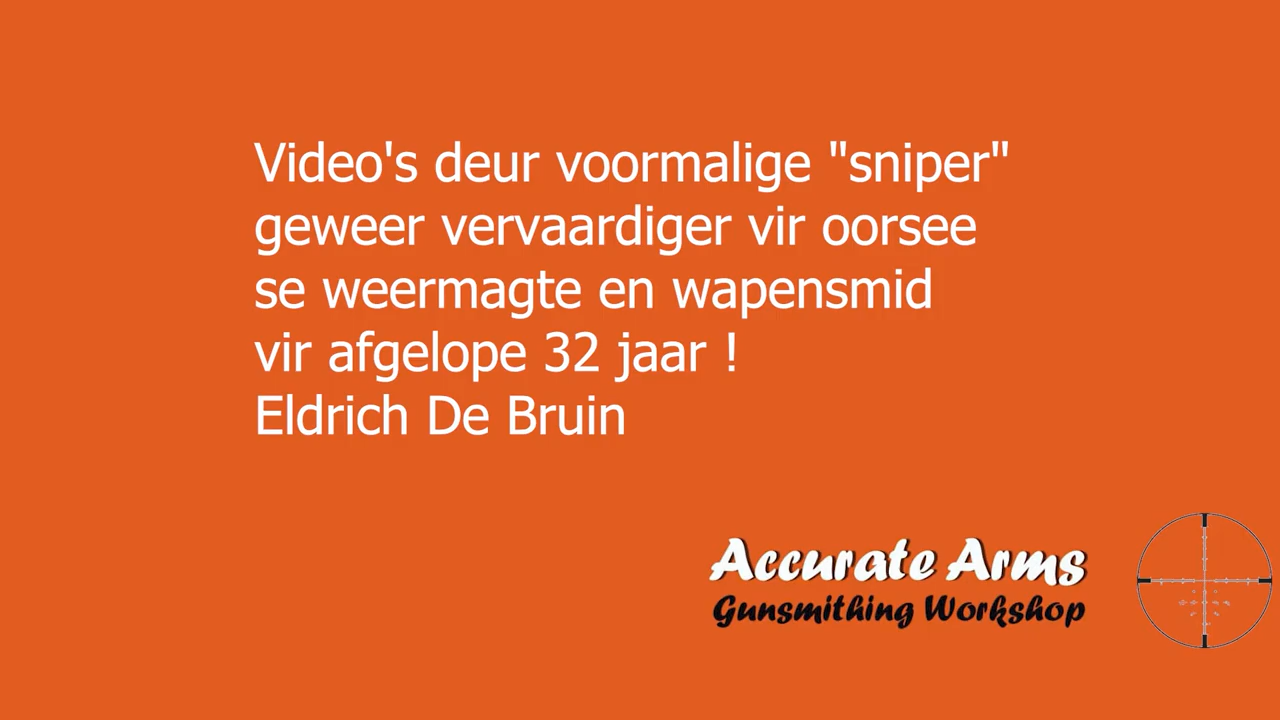 Video's deur voormalige "sniper"
geweer vervaardiger vir oorsee
se weermagte en wapensmid
vir afgelope 32 jaar !
Eldrich De Bruin
Accurate Arms
Gunsmithing Workshop